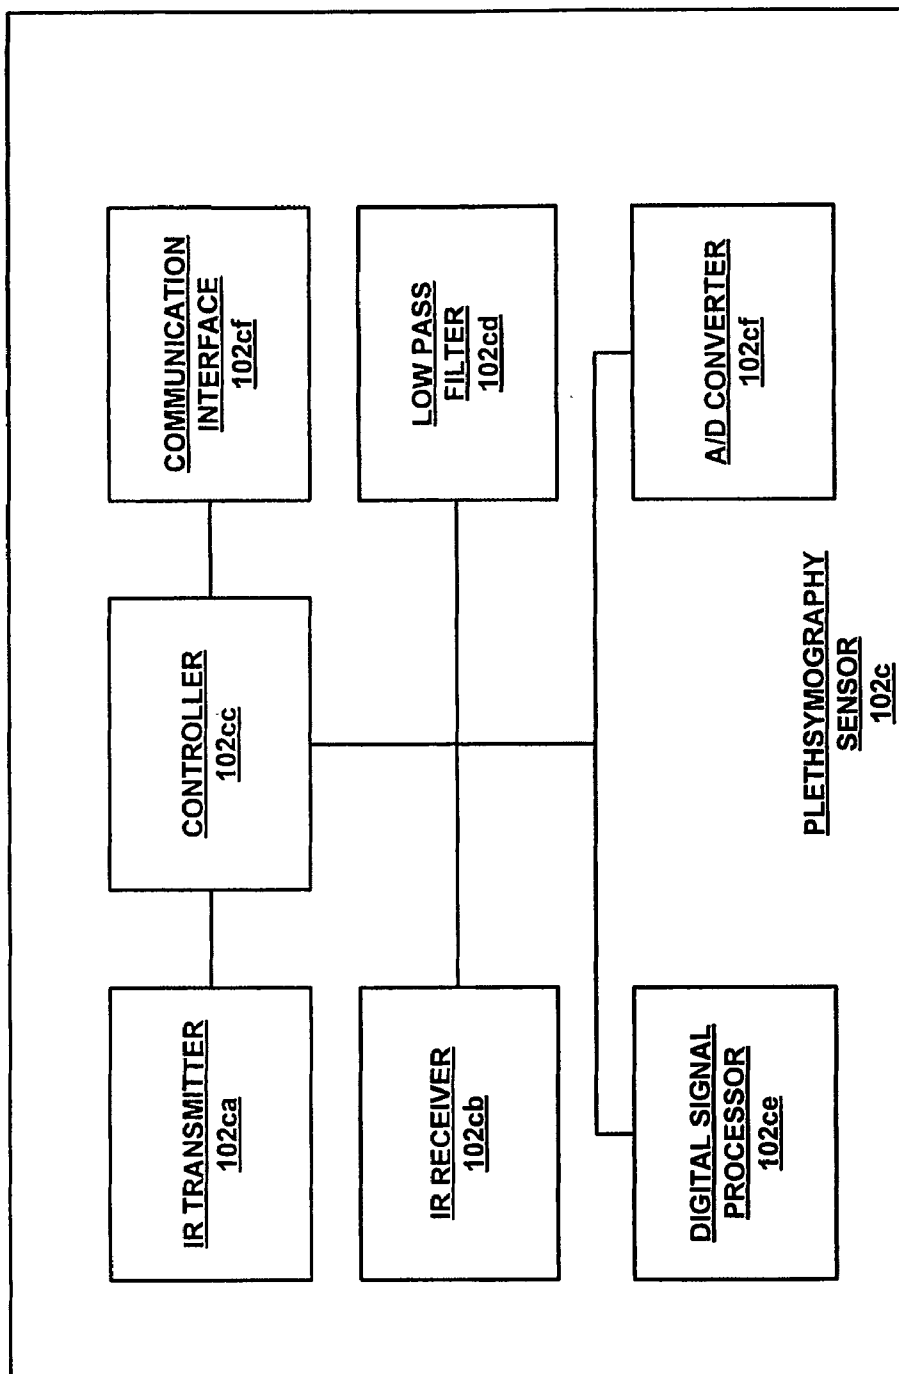 IR TRANSMITTER
102ca
CONTROLLER
102cc
COMMUNICATION
INTERFACE
102cf
IR RECEIVER
102cb
LOW PASS
FILTER
102cd
DIGITAL SIGNAL
PROCESSOR
102ce
A/D CONVERTER
102cf
PLETHSYMOGRAPHY
SENSOR
102c